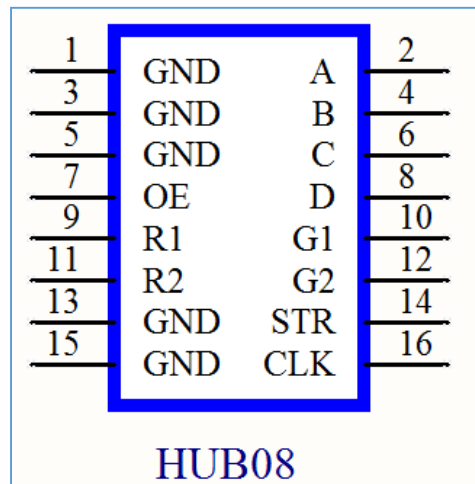 1 GND A 2
3 GND B 4
5 GND C 6
7 OE D 8
9 R1 G1 10
11 R2 G2 12
13 GND STR 14
15 GND CLK 16
HUB08